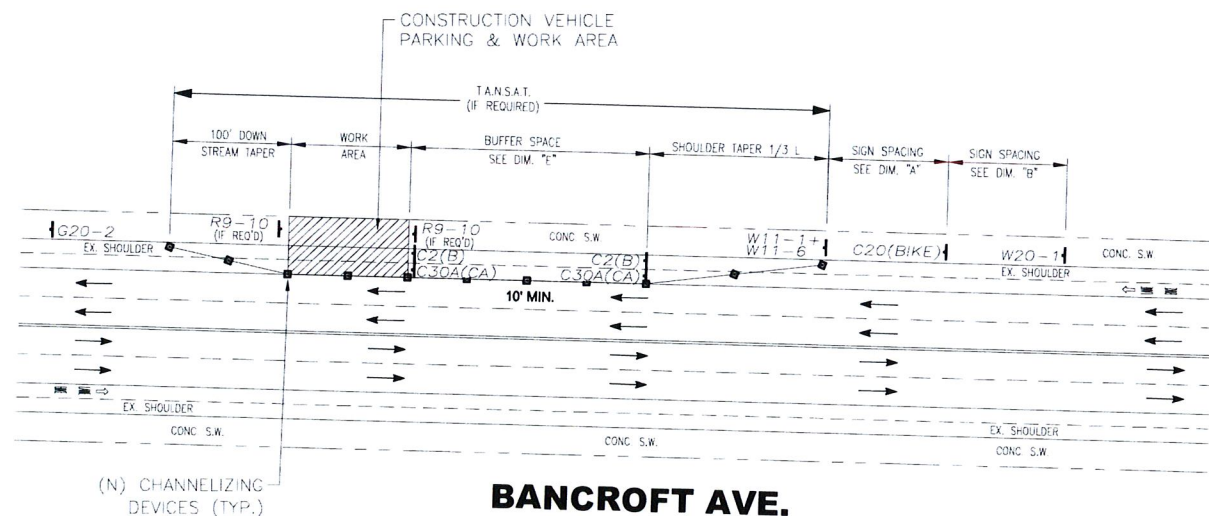 CONSTRUCTION VEHICLE
PARKING & WORK AREA
T.A.N.S.A.T.
(IF REQUIRED)
100' DOWN
STREAM TAPER
WORK
AREA
BUFFER SPACE
SEE DIM. "E"
SHOULDER TAPER 1/3 L
SIGN SPACING
SEE DIM. "A"
SIGN SPACING
SEE DIM. "B"
G20-2
R9-10
(IF REQ'D)
R9-10
(IF REQ'D)
CONC S.W
W11-1+
W11-6
C20(BIKE)
W20-1
CONC. S.W
EX. SHOULDER
C2(B)
C30A(CA)
C2(B)
C30A(CA)
EX. SHOULDER
10' MIN.
EX. SHOULDER
CONC S.W.
CONC S.W.
EX. SHOULDER
CONC S.W.
(N) CHANNELIZING
DEVICES (TYP.)
BANCROFT AVE.